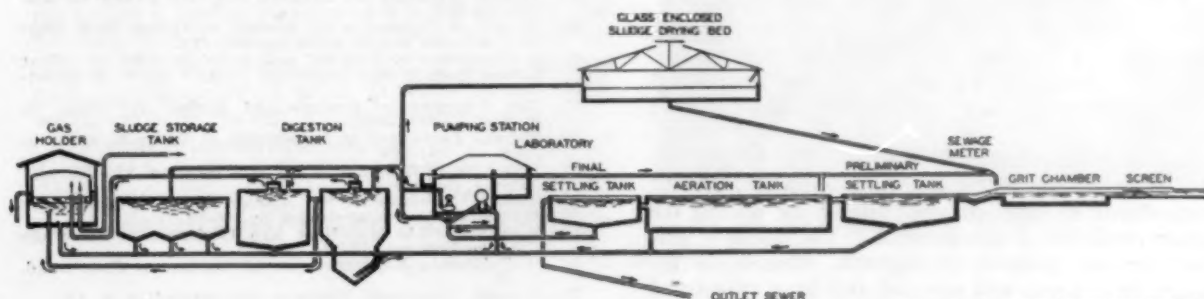 GLASS ENCLOSED
SLUDGE DRYING BED
GAS
HOLDER
SLUDGE STORAGE
TANK
DIGESTION
TANK
PUMPING STATION
LABORATORY
FINAL
SETTLING TANK
AERATION TANK
PRELIMINARY
SETTLING TANK
SEWAGE
METER
GRIT CHAMBER
SCREEN
OUTLET SEWER